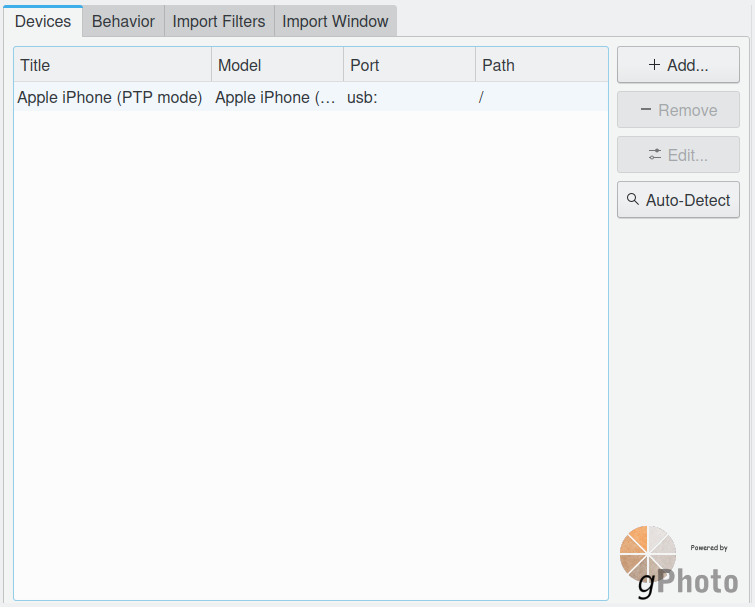 Devices Behavior Import Filters Import Window
Title Model Port Path + Add...
Apple iPhone (PTP mode) Apple iPhone (... usb: /
Remove
Edit...
Auto-Detect
Powered by
gPhoto